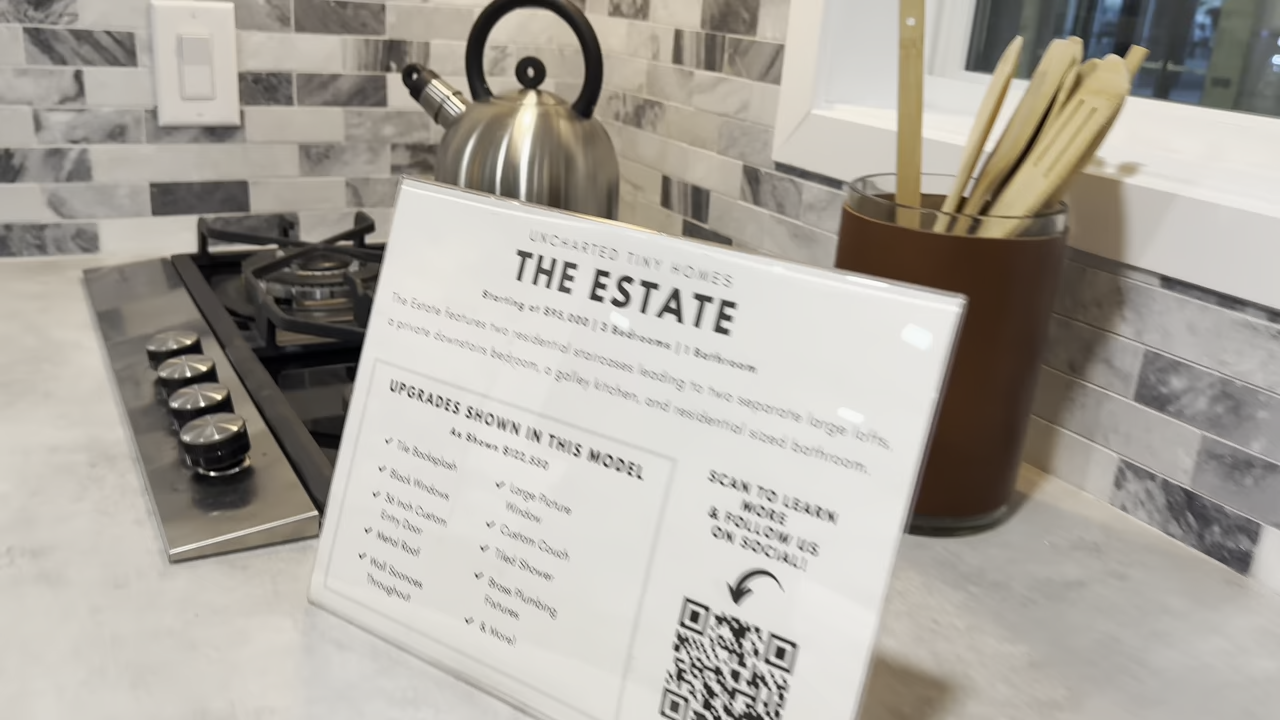 UNCHARTED TINY HOMES
THE ESTATE
Starting at $95,000 | 3 Bedrooms | 1 Bathroom
The Estate features two residential staircases leading to two separate large lofts,
a private downstairs bedroom, a galley kitchen, and residential sized bathroom.
UPGRADES SHOWN IN THIS MODEL
As Shown $122,550
✓ Tile Backsplash
✓ Black Windows
✓ 36 Inch Custom
Entry Door
✓ Metal Roof
✓ Wall Sconces
Throughout
✓ Large Picture
Window
✓ Custom Couch
✓ Tiled Shower
✓ Brass Plumbing
Fixtures
✓ & More!
SCAN TO LEARN
MORE
& FOLLOW US
ON SOCIAL!